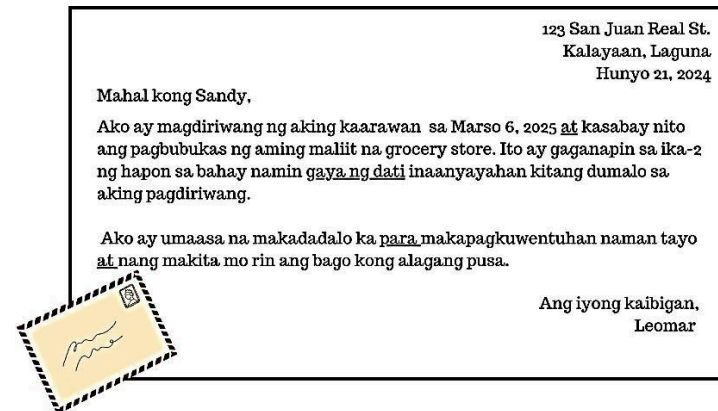 123 San Juan Real St.
Kalayaan, Laguna
Hunyo 21, 2024
Mahal kong Sandy,
Ako ay magdiriwang ng aking kaarawan sa Marso 6, 2025 at kasabay nito
ang pagbubukas ng aming maliit na grocery store. Ito ay gaganapin sa ika-2
ng hapon sa bahay namin gaya ng dati inaanyayahan kitang dumalo sa
aking pagdiriwang.
Ako ay umaasa na makadadalo ka para makapagkuwentuhan naman tayo
at nang makita mo rin ang bago kong alagang pusa.
Ang iyong kaibigan,
Leomar